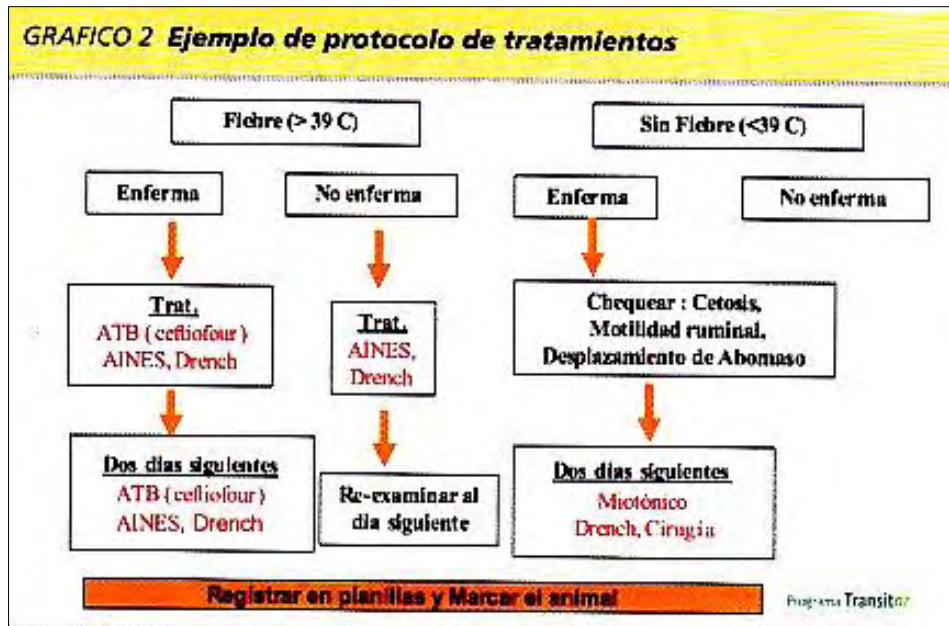 GRAFICO 2 Ejemplo de protocolo de tratamientos
Fiebre (> 39 C)
Sin Fiebre (<39 C)
Enferma
No enferma
Enferma
No enferma
Trat.
ATB ( cefliofour )
AINES, Drench
Trat.
AINES,
Drench
Chequear : Cetosis,
Motilidad ruminal,
Desplazamiento de Abomaso
Dos dias siguientes
ATB ( cefliofour )
AINES, Drench
Re-examinar al
dia siguiente
Dos dias siguientes
Miotónico
Drench, Cirugia
Registrar en planillas y Marcar el animal
Programa Transitor